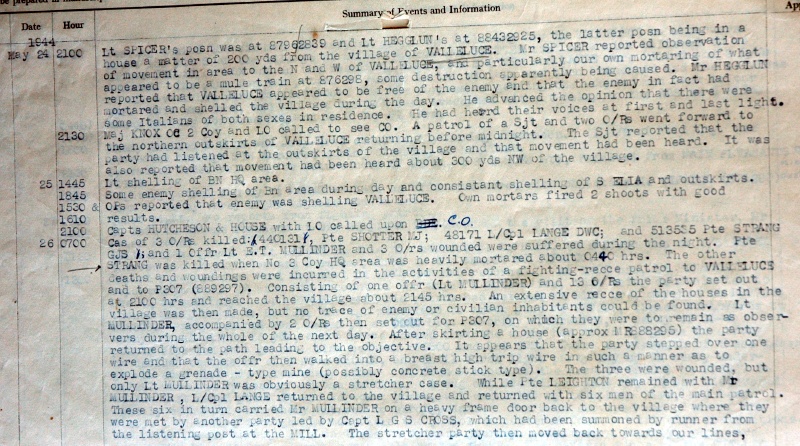 be prepared in
Summary of Events and Information
Ap
Date Hour
1944
May 24 2100 Lt SPICER's posn was at 87962839 and Lt HEGGLUN's at 88432925, the latter posn being in a
house a matter of 200 yds from the village of VALLELUCE. Mr SPICER reported observation
of movement in area to the N and W of VALLELUCE, and particularly our own mortaring of what
appeared to be a mule train at 876298, some destruction apparently being caused. Mr HEGGLUN
reported that VALLELUCE appeared to be free of the enemy and that the enemy in fact had
mortared and shelled the village during the day. He advanced the opinion that there were
some Italians of both sexes in residence. He had heard their voices at first and last light.
2130 Maj KNOX OC 2 Coy and LO called to see CO. A patrol of a Sjt and two O/Rs went forward to
the northern outskirts of VALLELUCE returning before midnight. The Sjt reported that the
party had listened at the outskirts of the village and that movement had been heard. It was
also reported that movement had been heard about 300 yds NW of the village.
25 1445 Lt shelling of BN HQ area.
1845 Some enemy shelling of Bn area during day and consistant shelling of S ELIA and outskirts.
1530 & OPs reported that enemy was shelling VALLELUCE. Own mortars fired 2 shoots with good
1610 results.
2100 Capts HUTCHESON & HOUSE with LO called upon C.O.
26 0700 Cas of 3 O/Rs killed: 440131 Pte SHOTTER MJ; 48171 L/Cpl LANGE DWC; and 513535 Pte STRANG
GJB ; and 1 Offr Lt E.T. MULLINDER and 3 O/Rs wounded were suffered during the night. Pte
STRANG was killed when No 2 Coy HQ area was heavily mortared about 0440 hrs. The other
deaths and woundings were incurred in the activities of a fighting-recce patrol to VALLELUCE
and to P307 (889297). Consisting of one offr (Lt MULLINDER) and 13 O/Rs the party set out
at 2100 hrs and reached the village about 2145 hrs. An extensive recce of the houses in the
village was then made, but no trace of enemy or civilian inhabitants could be found. Lt
MULLINDER, accompanied by 2 O/Rs then set out for P307, on which they were to remain as obser-
vers during the whole of the next day. After skirting a house (approx MR888295) the party
returned to the path leading to the objective. It appears that the party stepped over one
wire and that the offr then walked into a breast high trip wire in such a manner as to
explode a grenade - type mine (possibly concrete stick type). The three were wounded, but
only Lt MULLINDER was obviously a stretcher case. While Pte LEIGHTON remained with Mr
MULLINDER , L/Cpl LANGE returned to the village and returned with six men of the main patrol.
These six in turn carried Mr MULLINDER on a heavy frame door back to the village where they
were met by another party led by Capt L G S CROSS, which had been summoned by runner from
the listening post at the MILL. The stretcher party then moved back towards our lines,